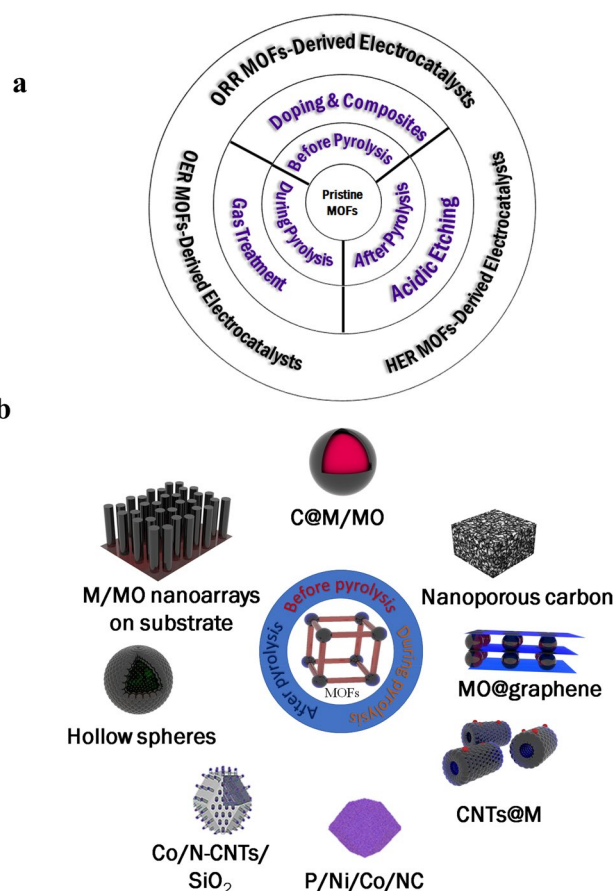 a
ORR MOFs-Derived Electrocatalysts
Doping & Composites
Before Pyrolysis
Pristine
MOFs
OER MOFs-Derived Electrocatalysts
Gas Treatment
During Pyrolysis
After Pyrolysis
Acidic Etching
HER MOFs-Derived Electrocatalysts
b
C@M/MO
M/MO nanoarrays
on substrate
Nanoporous carbon
Before pyrolysis
After pyrolysis
During pyrolysis
MOFs
MO@graphene
Hollow spheres
CNTs@M
Co/N-CNTs/
SiO₂
P/Ni/Co/NC